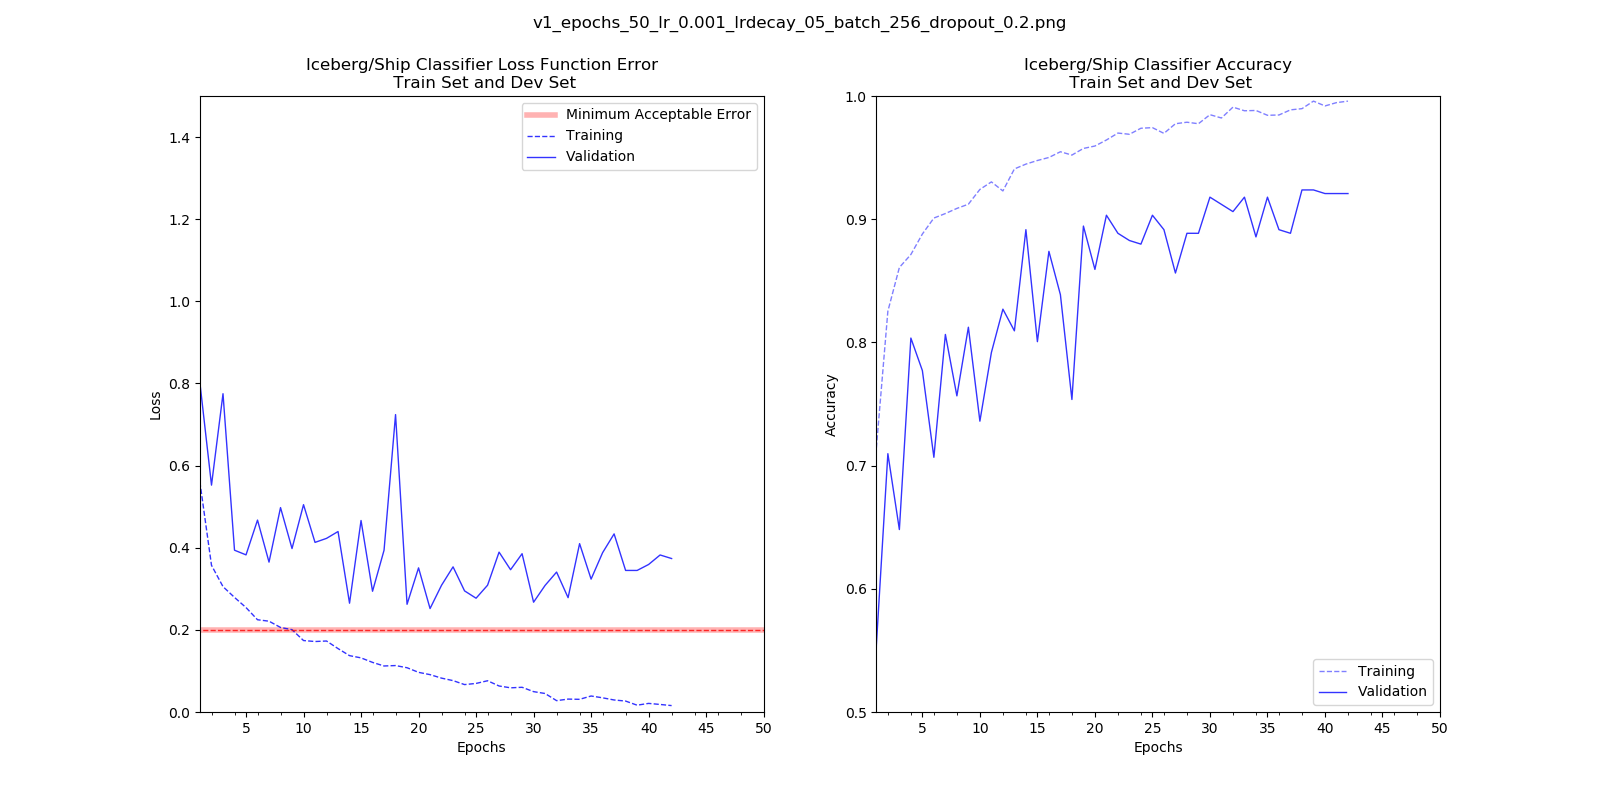 v1_epochs_50_lr_0.001_lrdecay_05_batch_256_dropout_0.2.png
Iceberg/Ship Classifier Loss Function Error
Train Set and Dev Set
1.4
1.2
1.0
0.8
0.6
0.4
0.2
0.0
Loss
Minimum Acceptable Error
Training
Validation
5 10 15 20 25 30 35 40 45 50
Epochs
Iceberg/Ship Classifier Accuracy
Train Set and Dev Set
1.0
0.9
0.8
0.7
0.6
0.5
Accuracy
Training
Validation
5 10 15 20 25 30 35 40 45 50
Epochs